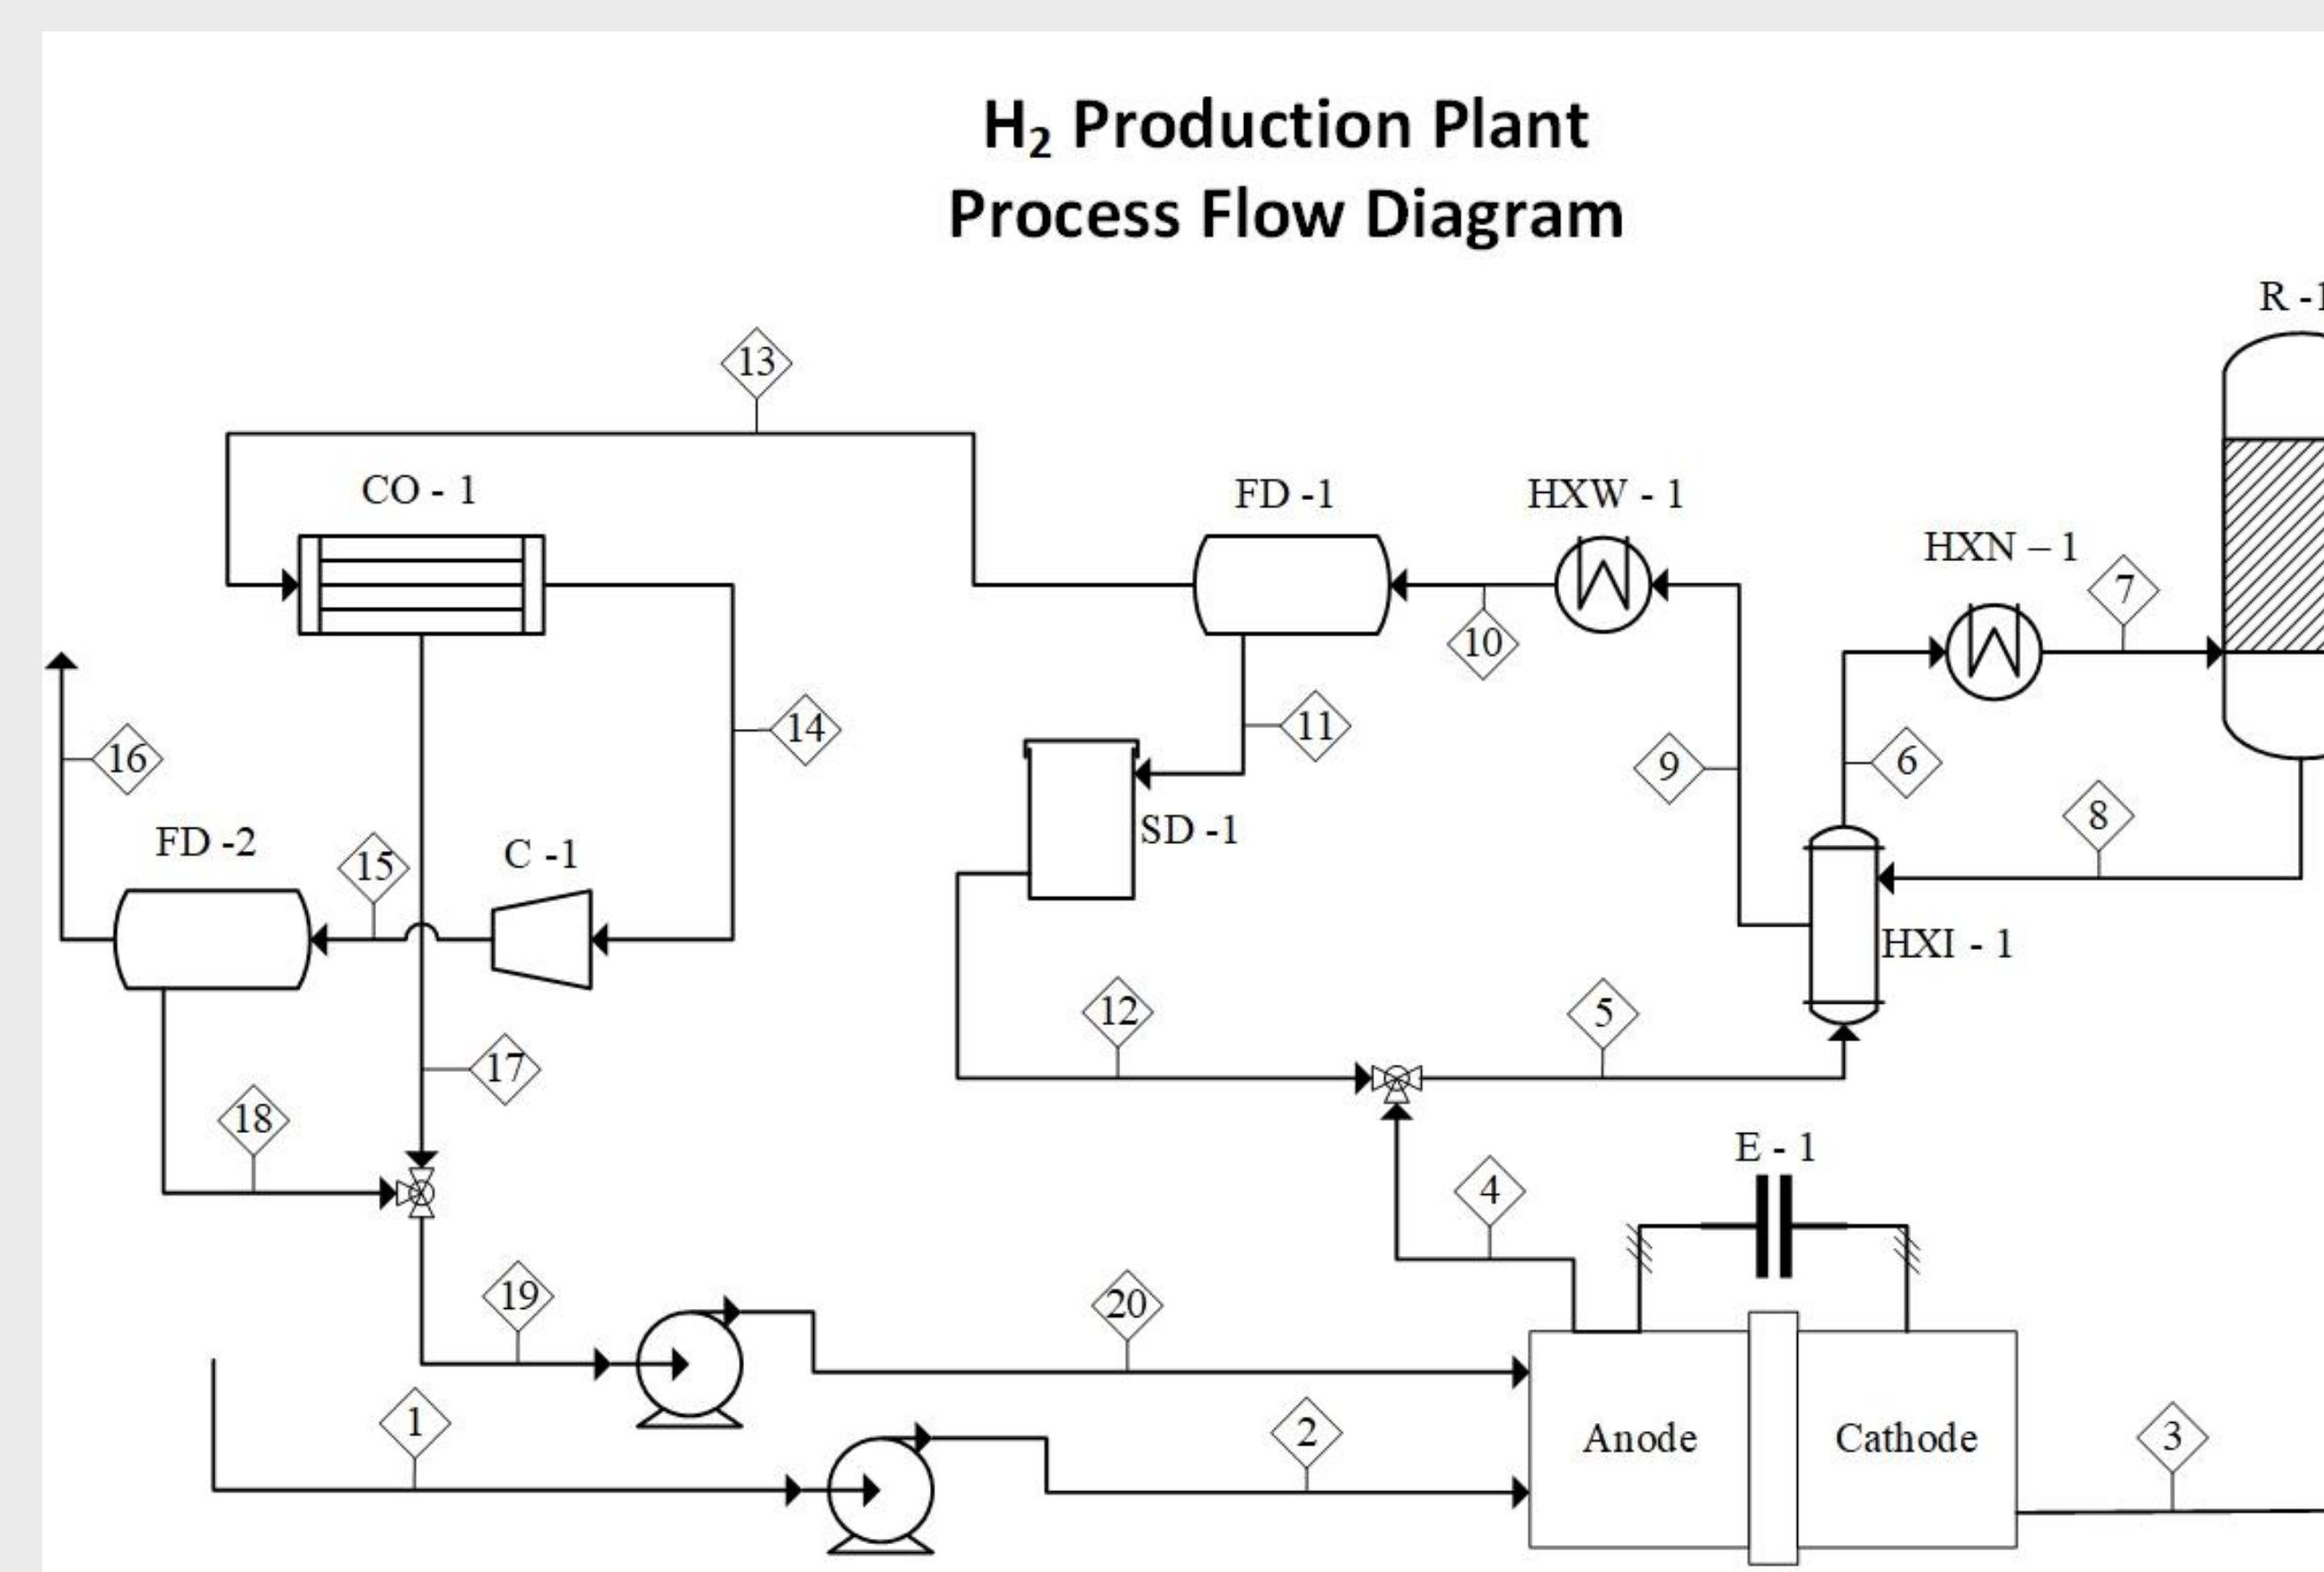 H₂ Production Plant
Process Flow Diagram
R -1
13
CO - 1
FD -1
HXW - 1
HXN – 1
7
10
14
11
16
9
6
8
SD -1
FD -2
15
C -1
HXI - 1
12
5
17
18
E - 1
4
19
20
1
2
Anode
Cathode
3